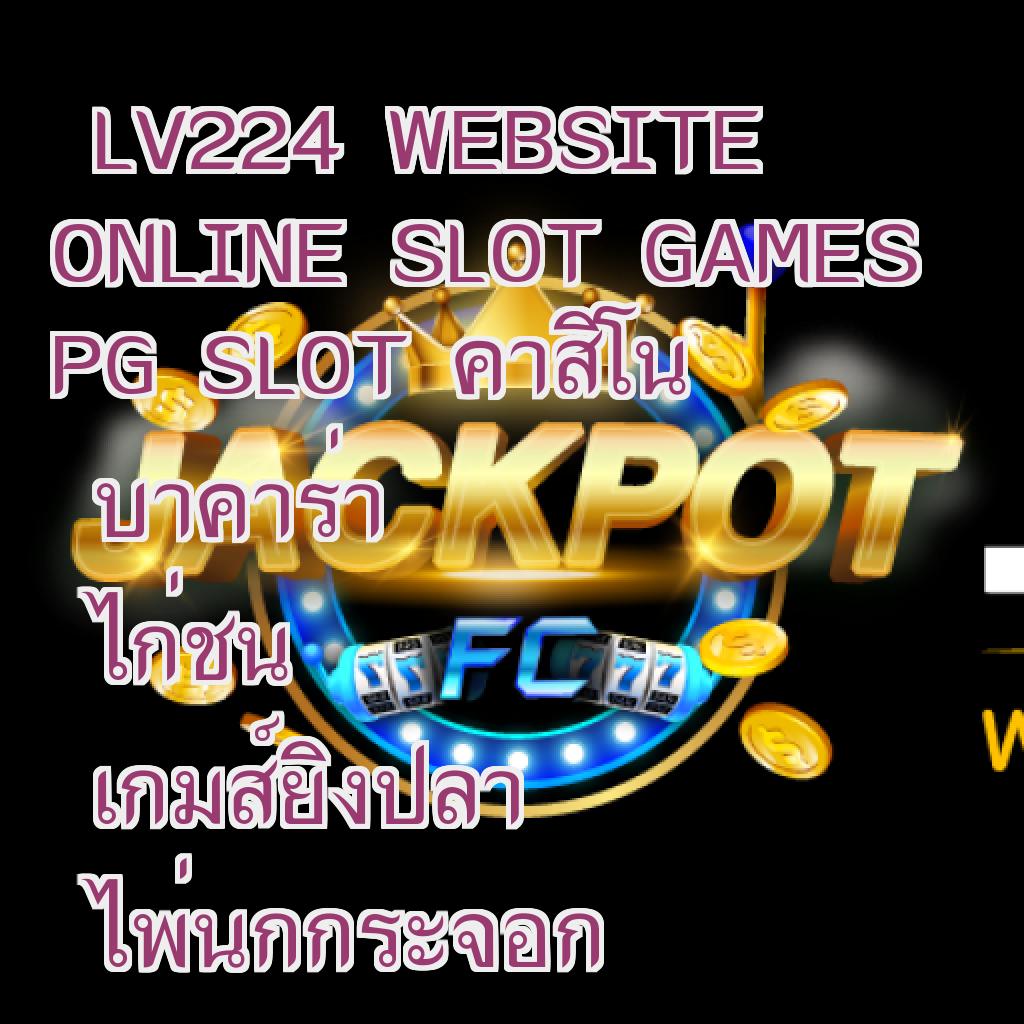 LV224 WEBSITE
ONLINE SLOT GAMES
PG SLOT คาสิโน
JACKPOT
บาคาร่า
FC
ไก่ชน
เกมส์ยิงปลา
ไพ่นกกระจอก